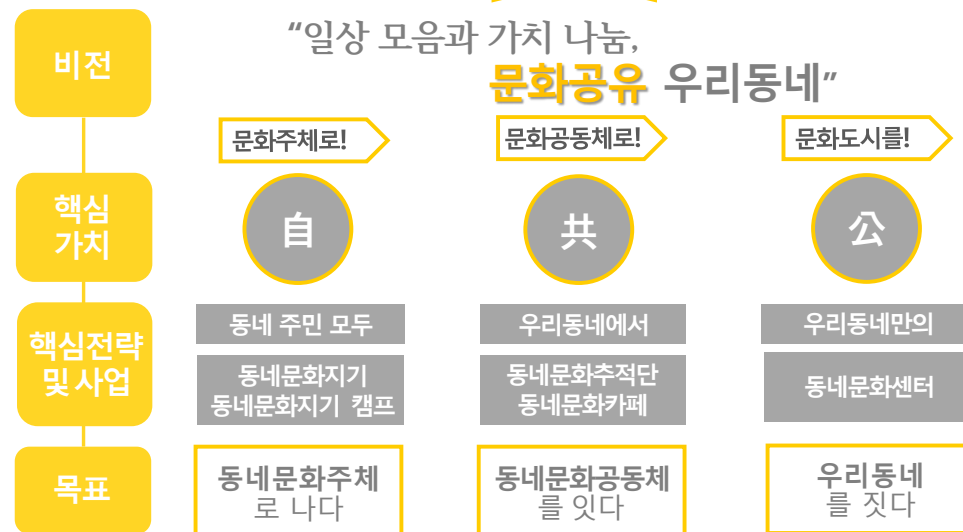 비전
“일상 모음과 가치 나눔,
문화공유 우리동네”
문화주체로!
문화공동체로!
문화도시를!
핵심
가치
自
共
公
핵심전략
및 사업
동네 주민 모두
우리동네에서
우리동네만의
동네문화지기
동네문화지기 캠프
동네문화추적단
동네문화카페
동네문화센터
목표
동네문화주체
로 나다
동네문화공동체
를 잇다
우리동네
를 짓다